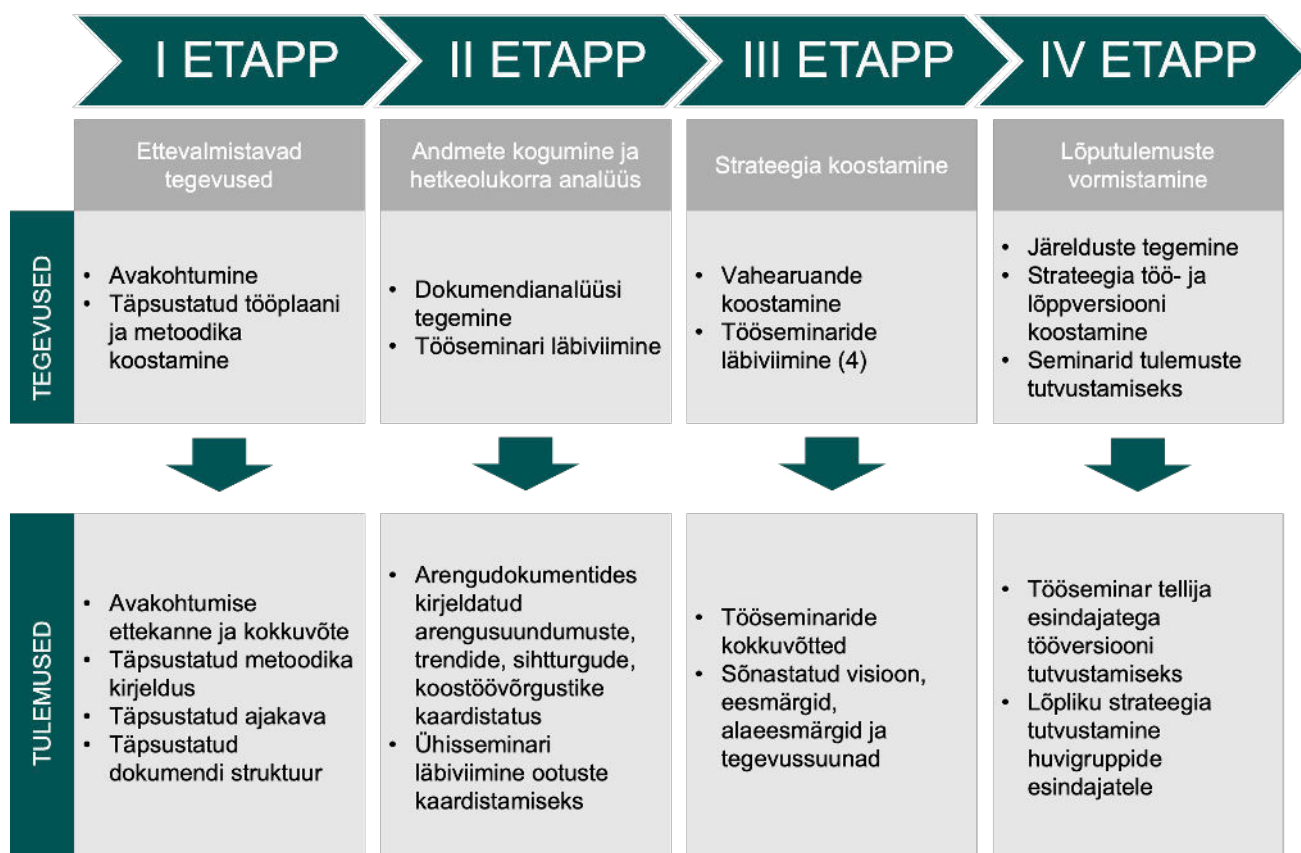 I ETAPP
II ETAPP
III ETAPP
IV ETAPP
Ettevalmistavad
tegevused
Andmete kogumine ja
hetkeolukorra analüüs
Strateegia koostamine
Lõputulemuste
vormistamine
TEGEVUSED
• Avakohtumine
• Täpsustatud tööplaani
ja metoodika
koostamine
• Dokumendianalüüsi
tegemine
• Tööseminari läbiviimine
• Vahearuande
koostamine
• Tööseminaride
läbiviimine (4)
• Järelduste tegemine
• Strateegia töö- ja
lõppversiooni
koostamine
• Seminarid tulemuste
tutvustamiseks
TULEMUSED
• Avakohtumise
ettekanne ja kokkuvõte
• Täpsustatud metoodika
kirjeldus
• Täpsustatud ajakava
• Täpsustatud
dokumendi struktuur
• Arengudokumentides
kirjeldatud
arengusuundumuste,
trendide, sihtturgude,
koostöövõrgustike
kaardistatus
• Ühisseminari
läbiviimine ootuste
kaardistamiseks
• Tööseminaride
kokkuvõtted
• Sõnastatud visioon,
eesmärgid,
alaeesmärgid ja
tegevussuunad
• Tööseminar tellija
esindajatega
tööversiooni
tutvustamiseks
• Lõpliku strateegia
tutvustamine
huvigruppide
esindajatele